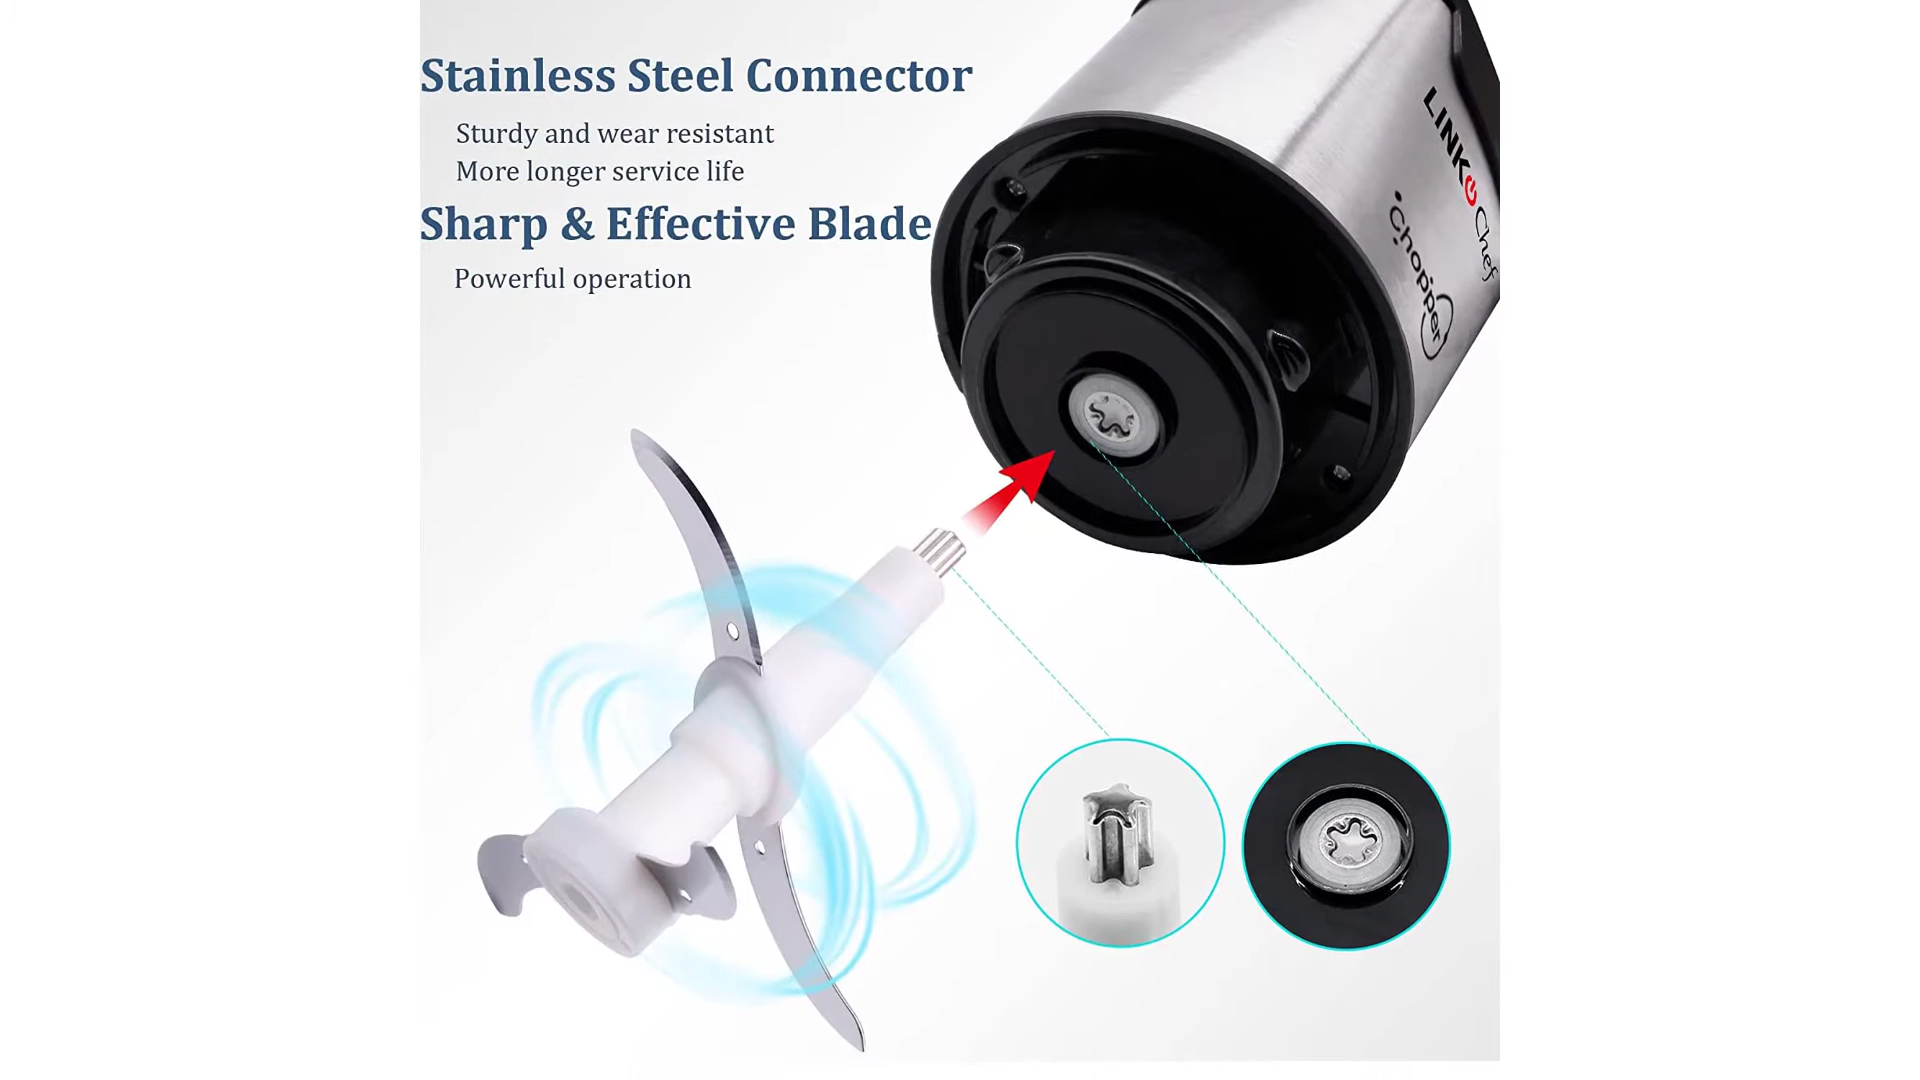 Stainless Steel Connector
Sturdy and wear resistant
More longer service life
Sharp & Effective Blade
Powerful operation
LINKChef
Chopper